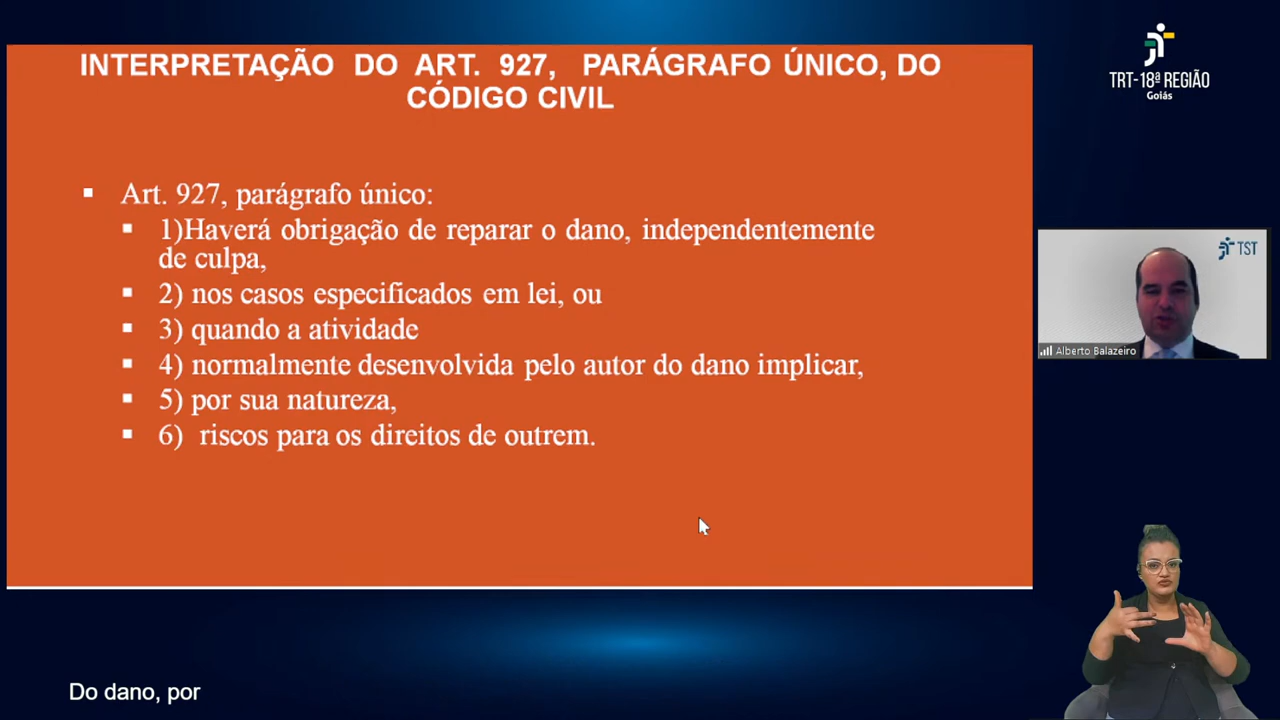 INTERPRETAÇÃO DO ART. 927, PARÁGRAFO ÚNICO, DO
CÓDIGO CIVIL
Art. 927, parágrafo único:
1)Haverá obrigação de reparar o dano, independentemente
de culpa,
2) nos casos especificados em lei, ou
3) quando a atividade
4) normalmente desenvolvida pelo autor do dano implicar,
5) por sua natureza,
6) riscos para os direitos de outrem.
TRT-18ª REGIÃO
Goiás
TST
Alberto Balazeiro
Do dano, por